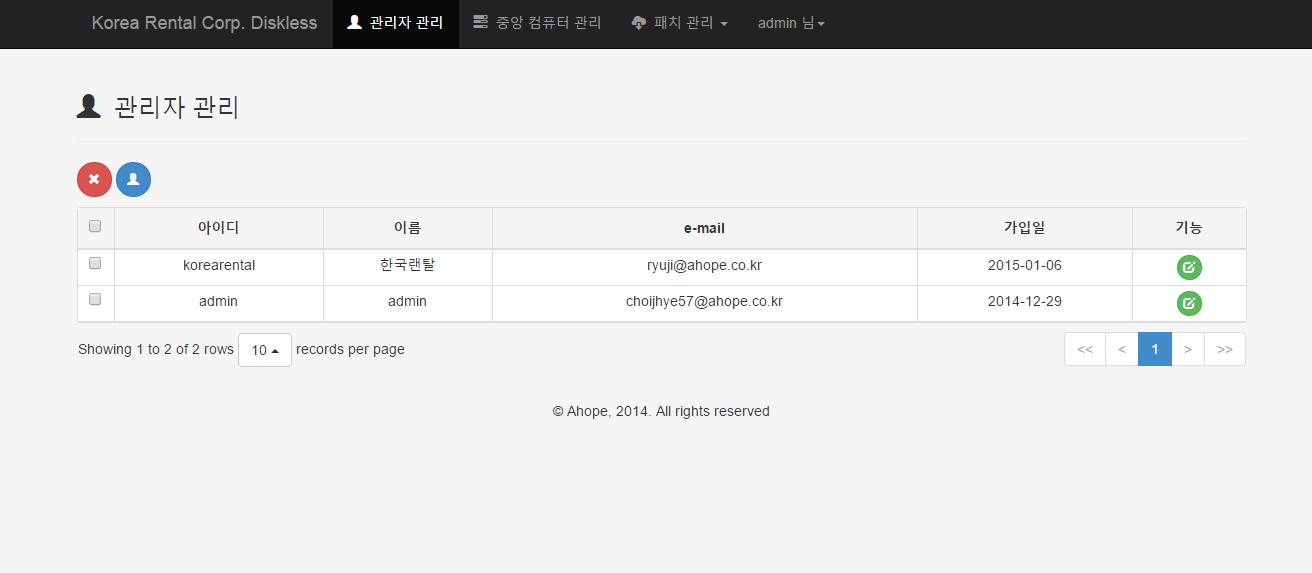 Korea Rental Corp. Diskless 관리자 관리 중앙 컴퓨터 관리 패치 관리 admin 님
관리자 관리
아이디 이름 e-mail 가입일 기능
korearental 한국랜탈 ryuji@ahope.co.kr 2015-01-06
admin admin choijhye57@ahope.co.kr 2014-12-29
Showing 1 to 2 of 2 rows 10 records per page << < 1 > >>
© Ahope, 2014. All rights reserved